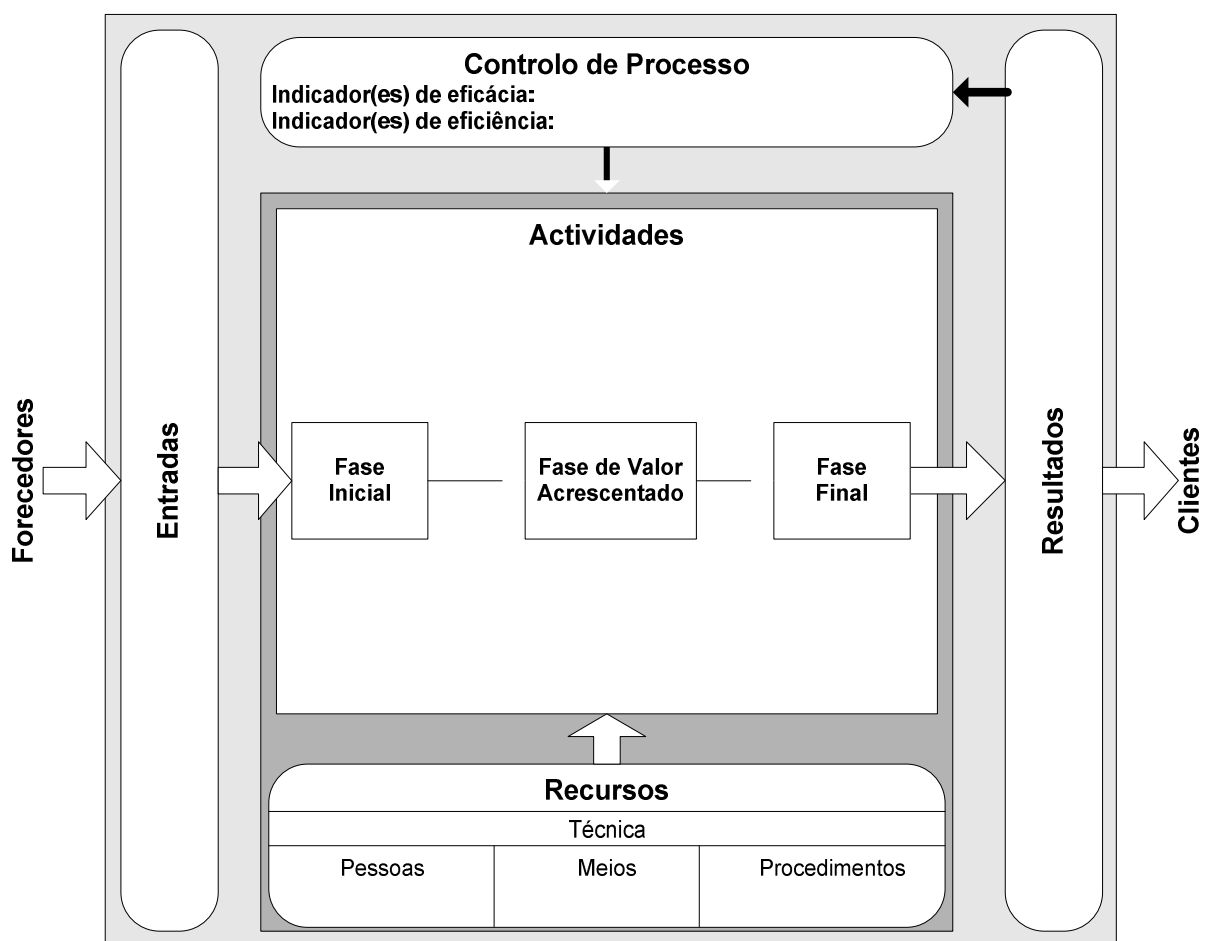 Controlo de Processo
Indicador(es) de eficácia:
Indicador(es) de eficiência:
Actividades
Forecedores
Entradas
Fase
Inicial
Fase de Valor
Acrescentado
Fase
Final
Resultados
Clientes
Recursos
Técnica
Pessoas
Meios
Procedimentos